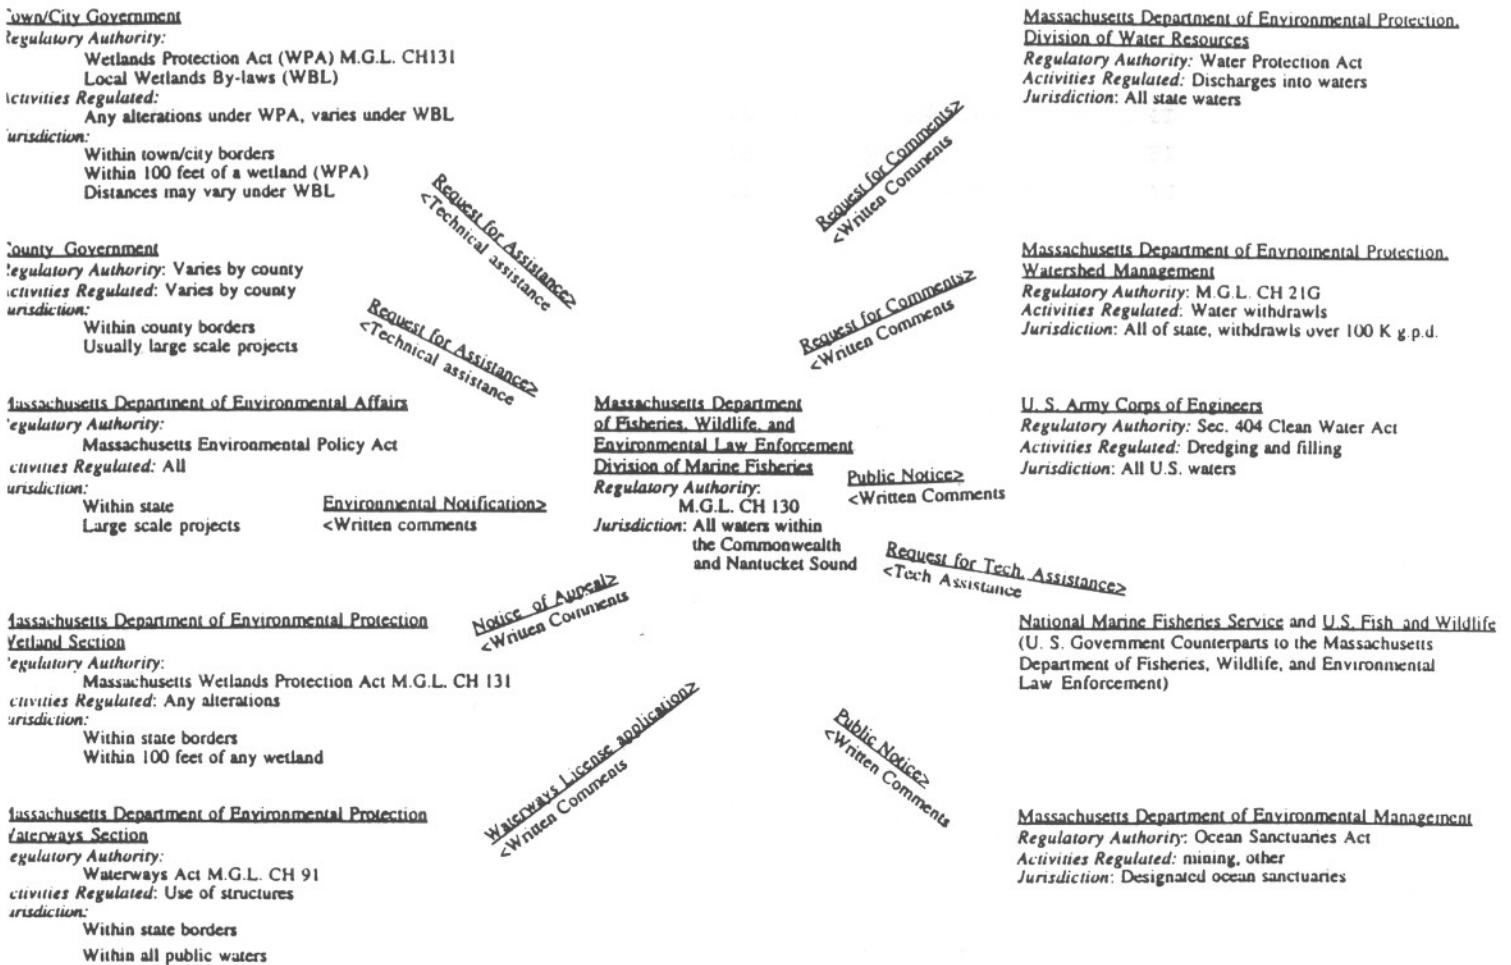 Town/City Government
Regulatory Authority:
Wetlands Protection Act (WPA) M.G.L. CH131
Local Wetlands By-laws (WBL)
Activities Regulated:
Any alterations under WPA, varies under WBL
urisdiction:
Within town/city borders
Within 100 feet of a wetland (WPA)
Distances may vary under WBL
Request for Assistance>
<Technical assistance
County Government
Regulatory Authority: Varies by county
Activities Regulated: Varies by county
urisdiction:
Within county borders
Usually large scale projects
Request for Assistance>
<Technical assistance
Massachusetts Department of Environmental Affairs
egulatory Authority:
Massachusetts Environmental Policy Act
ctivities Regulated: All
urisdiction:
Within state
Large scale projects
Environmental Notification>
<Written comments
Massachusetts Department of Environmental Protection
Wetland Section
egulatory Authority:
Massachusetts Wetlands Protection Act M.G.L. CH 131
ctivities Regulated: Any alterations
urisdiction:
Within state borders
Within 100 feet of any wetland
Notice of Appeal>
<Written Comments
Massachusetts Department of Environmental Protection
Waterways Section
egulatory Authority:
Waterways Act M.G.L. CH 91
ctivities Regulated: Use of structures
urisdiction:
Within state borders
Within all public waters
Waterways License application>
<Written Comments
Massachusetts Department
of Fisheries, Wildlife, and
Environmental Law Enforcement
Division of Marine Fisheries
Regulatory Authority:
M.G.L. CH 130
Jurisdiction: All waters within
the Commonwealth
and Nantucket Sound
Request for Comments>
<Written Comments
Massachusetts Department of Environmental Protection,
Division of Water Resources
Regulatory Authority: Water Protection Act
Activities Regulated: Discharges into waters
Jurisdiction: All state waters
Request for Comments>
<Written Comments
Massachusetts Department of Envnomental Protection,
Watershed Management
Regulatory Authority: M.G.L. CH 21G
Activities Regulated: Water withdrawls
Jurisdiction: All of state, withdrawls over 100 K g.p.d.
Public Notice>
<Written Comments
U. S. Army Corps of Engineers
Regulatory Authority: Sec. 404 Clean Water Act
Activities Regulated: Dredging and filling
Jurisdiction: All U.S. waters
Request for Tech. Assistance>
<Tech Assistance
National Marine Fisheries Service and U.S. Fish and Wildlife
(U. S. Government Counterparts to the Massachusetts
Department of Fisheries, Wildlife, and Environmental
Law Enforcement)
Public Notice>
<Written Comments
Massachusetts Department of Environmental Management
Regulatory Authority: Ocean Sanctuaries Act
Activities Regulated: mining, other
Jurisdiction: Designated ocean sanctuaries